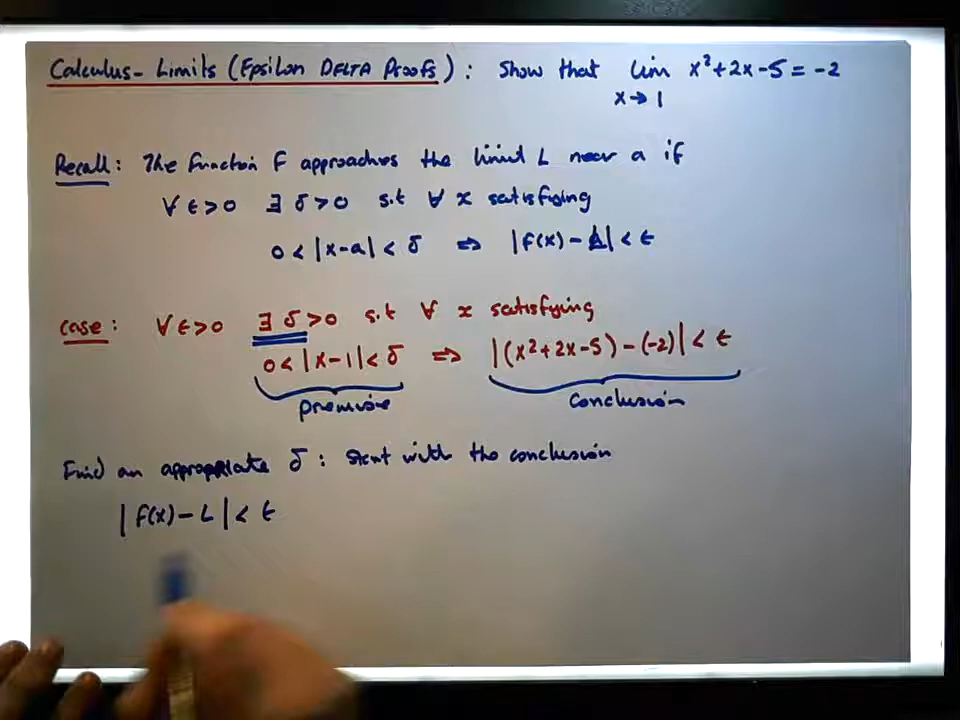 Calculus - Limits (Epsilon DELTA Proofs) : Show that lim x²+2x-5 = -2
x→1
Recall: The function F approaches the limit L near a if
∀ ε>0 ∃ δ>0 s.t ∀ x satisfying
0 < |x-a| < δ ⇒ |f(x) - L| < ε
Case: ∀ ε>0 ∃ δ>0 s.t ∀ x satisfying
0 < |x-1| < δ ⇒ |(x²+2x-5) - (-2)| < ε
premise conclusion
Find an appropriate δ : Start with the conclusion
|f(x) - L| < ε